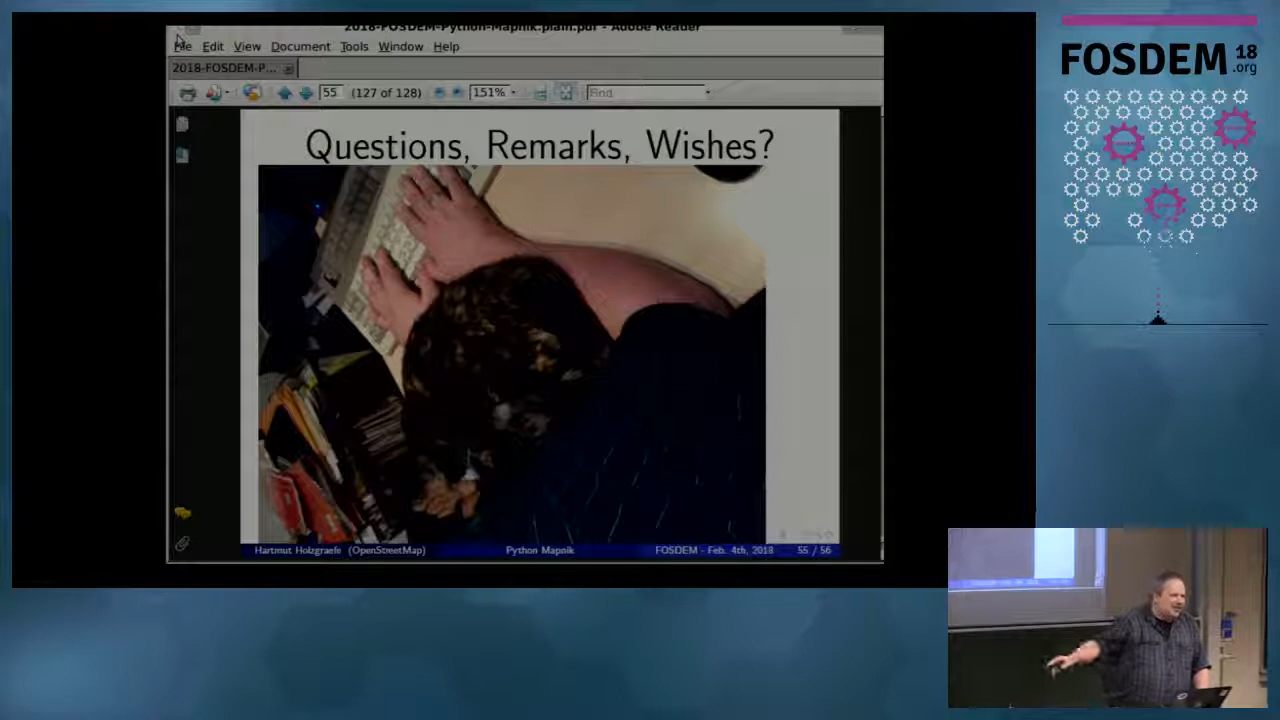 2018-FOSDEM-Python-Mapnik.plain.pdf - Adobe Reader
File Edit View Document Tools Window Help
2018-FOSDEM-P...
55 (127 of 128) 151% Find
Questions, Remarks, Wishes?
Hartmut Holzgraefe (OpenStreetMap) Python Mapnik FOSDEM - Feb. 4th, 2018 55 / 56
FOSDEM 18
.org